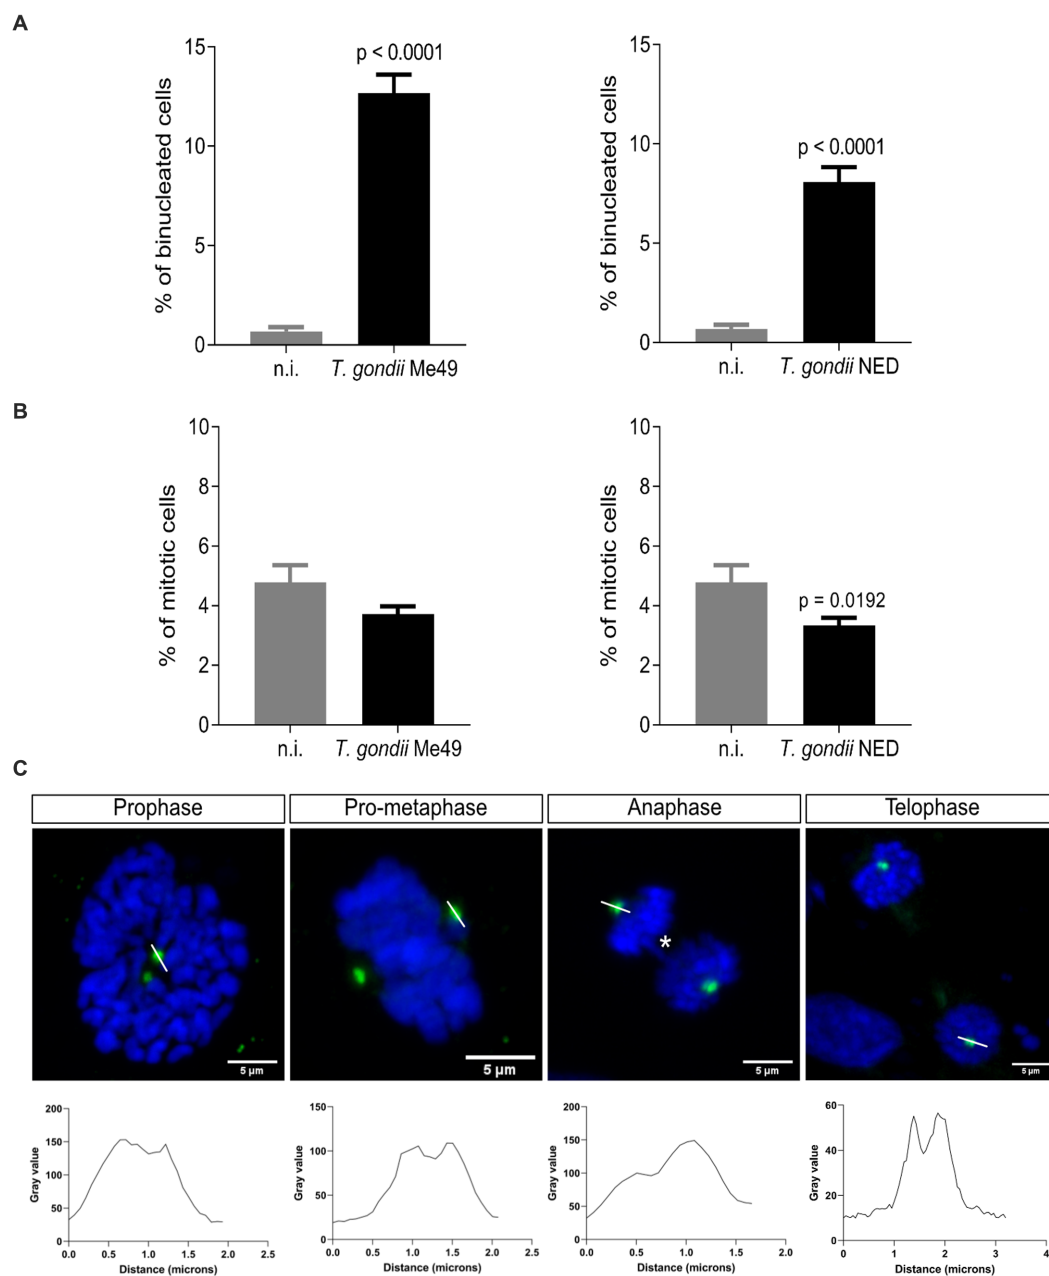 A
% of binucleated cells
15
10
5
0
p < 0.0001
n.i.
T. gondii Me49
% of binucleated cells
15
10
5
0
p < 0.0001
n.i.
T. gondii NED
B
% of mitotic cells
10
8
6
4
2
0
n.i.
T. gondii Me49
% of mitotic cells
10
8
6
4
2
0
p = 0.0192
n.i.
T. gondii NED
C
Prophase
Pro-metaphase
Anaphase
Telophase
5 µm
5 µm
*
5 µm
5 µm
Gray value
200
150
100
50
0
0.0 0.5 1.0 1.5 2.0 2.5
Distance (microns)
Gray value
150
100
50
0
0.0 0.5 1.0 1.5 2.0 2.5
Distance (microns)
Gray value
200
150
100
50
0
0.0 0.5 1.0 1.5 2.0
Distance (microns)
Gray value
60
40
20
0
0 1 2 3 4
Distance (microns)